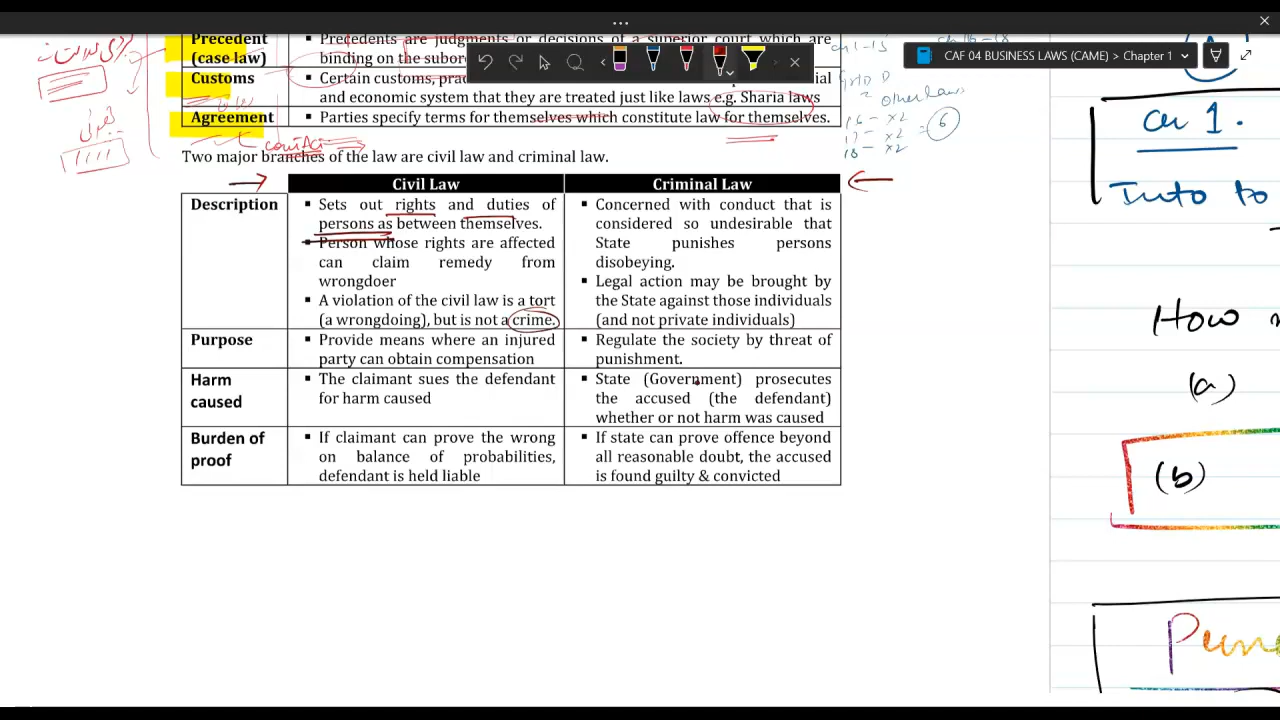 CAF 04 BUSINESS LAWS (CAME) > Chapter 1
Precedent
(case law)
Precedents are judgments or decisions of a superior court which are
binding on the
Customs
Certain customs,
and economic system that they are treated just like laws e.g. Sharia laws
Agreement
Parties specify terms for themselves which constitute law for themselves.
other laws
16 - x2
17 - x2
18 - x2
= 6
Two major branches of the law are civil law and criminal law.
Civil Law
Criminal Law
Description
▪ Sets out rights and duties of
persons as between themselves.
▪ Person whose rights are affected
can claim remedy from
wrongdoer
▪ A violation of the civil law is a tort
(a wrongdoing), but is not a crime.
▪ Concerned with conduct that is
considered so undesirable that
State punishes persons
disobeying.
▪ Legal action may be brought by
the State against those individuals
(and not private individuals)
Purpose
▪ Provide means where an injured
party can obtain compensation
▪ Regulate the society by threat of
punishment.
Harm
caused
▪ The claimant sues the defendant
for harm caused
▪ State (Government) prosecutes
the accused (the defendant)
whether or not harm was caused
Burden of
proof
▪ If claimant can prove the wrong
on balance of probabilities,
defendant is held liable
▪ If state can prove offence beyond
all reasonable doubt, the accused
is found guilty & convicted
Ch 1.
Intro to
How
(a)
(b)